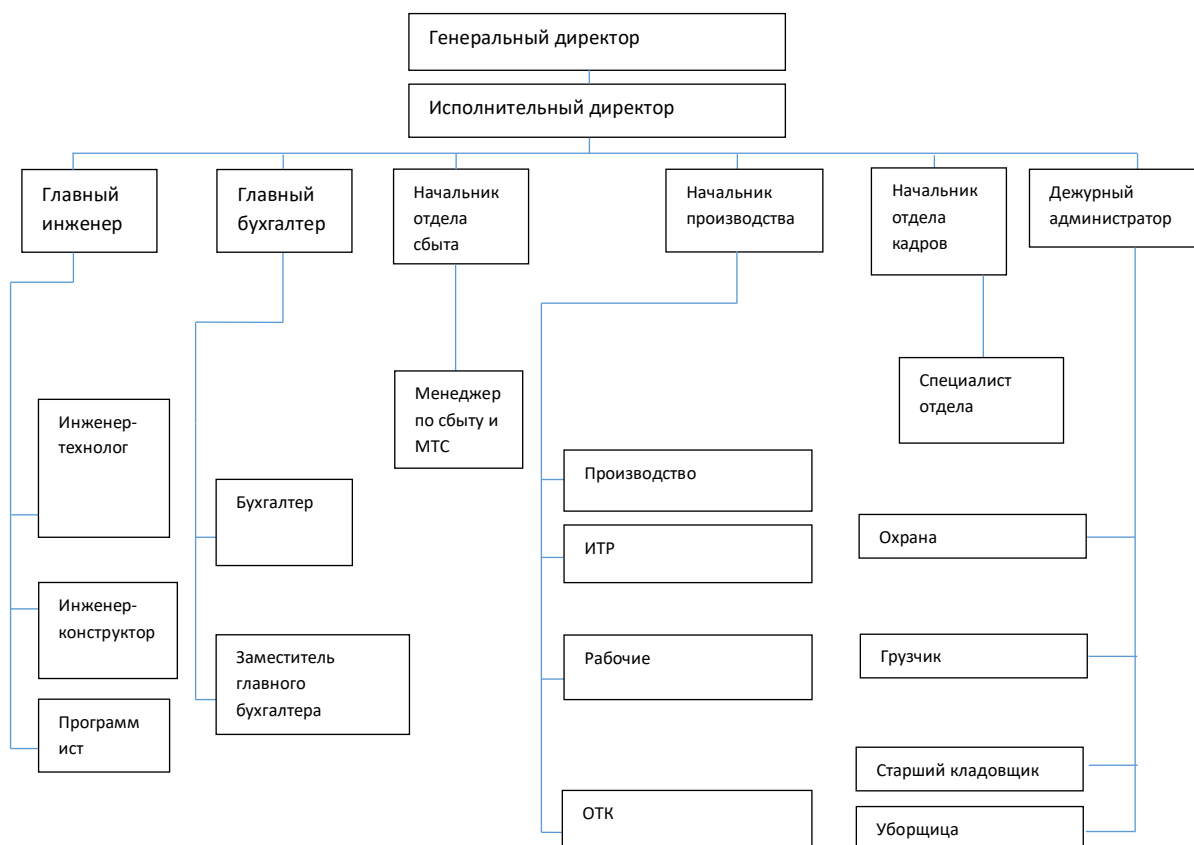 Генеральный директор
Исполнительный директор
Главный
инженер
Главный
бухгалтер
Начальник
отдела
сбыта
Начальник
производства
Начальник
отдела
кадров
Дежурный
администратор
Инженер-
технолог
Инженер-
конструктор
Программ
ист
Бухгалтер
Заместитель
главного
бухгалтера
Менеджер
по сбыту и
МТС
Производство
ИТР
Рабочие
ОТК
Специалист
отдела
Охрана
Грузчик
Старший кладовщик
Уборщица